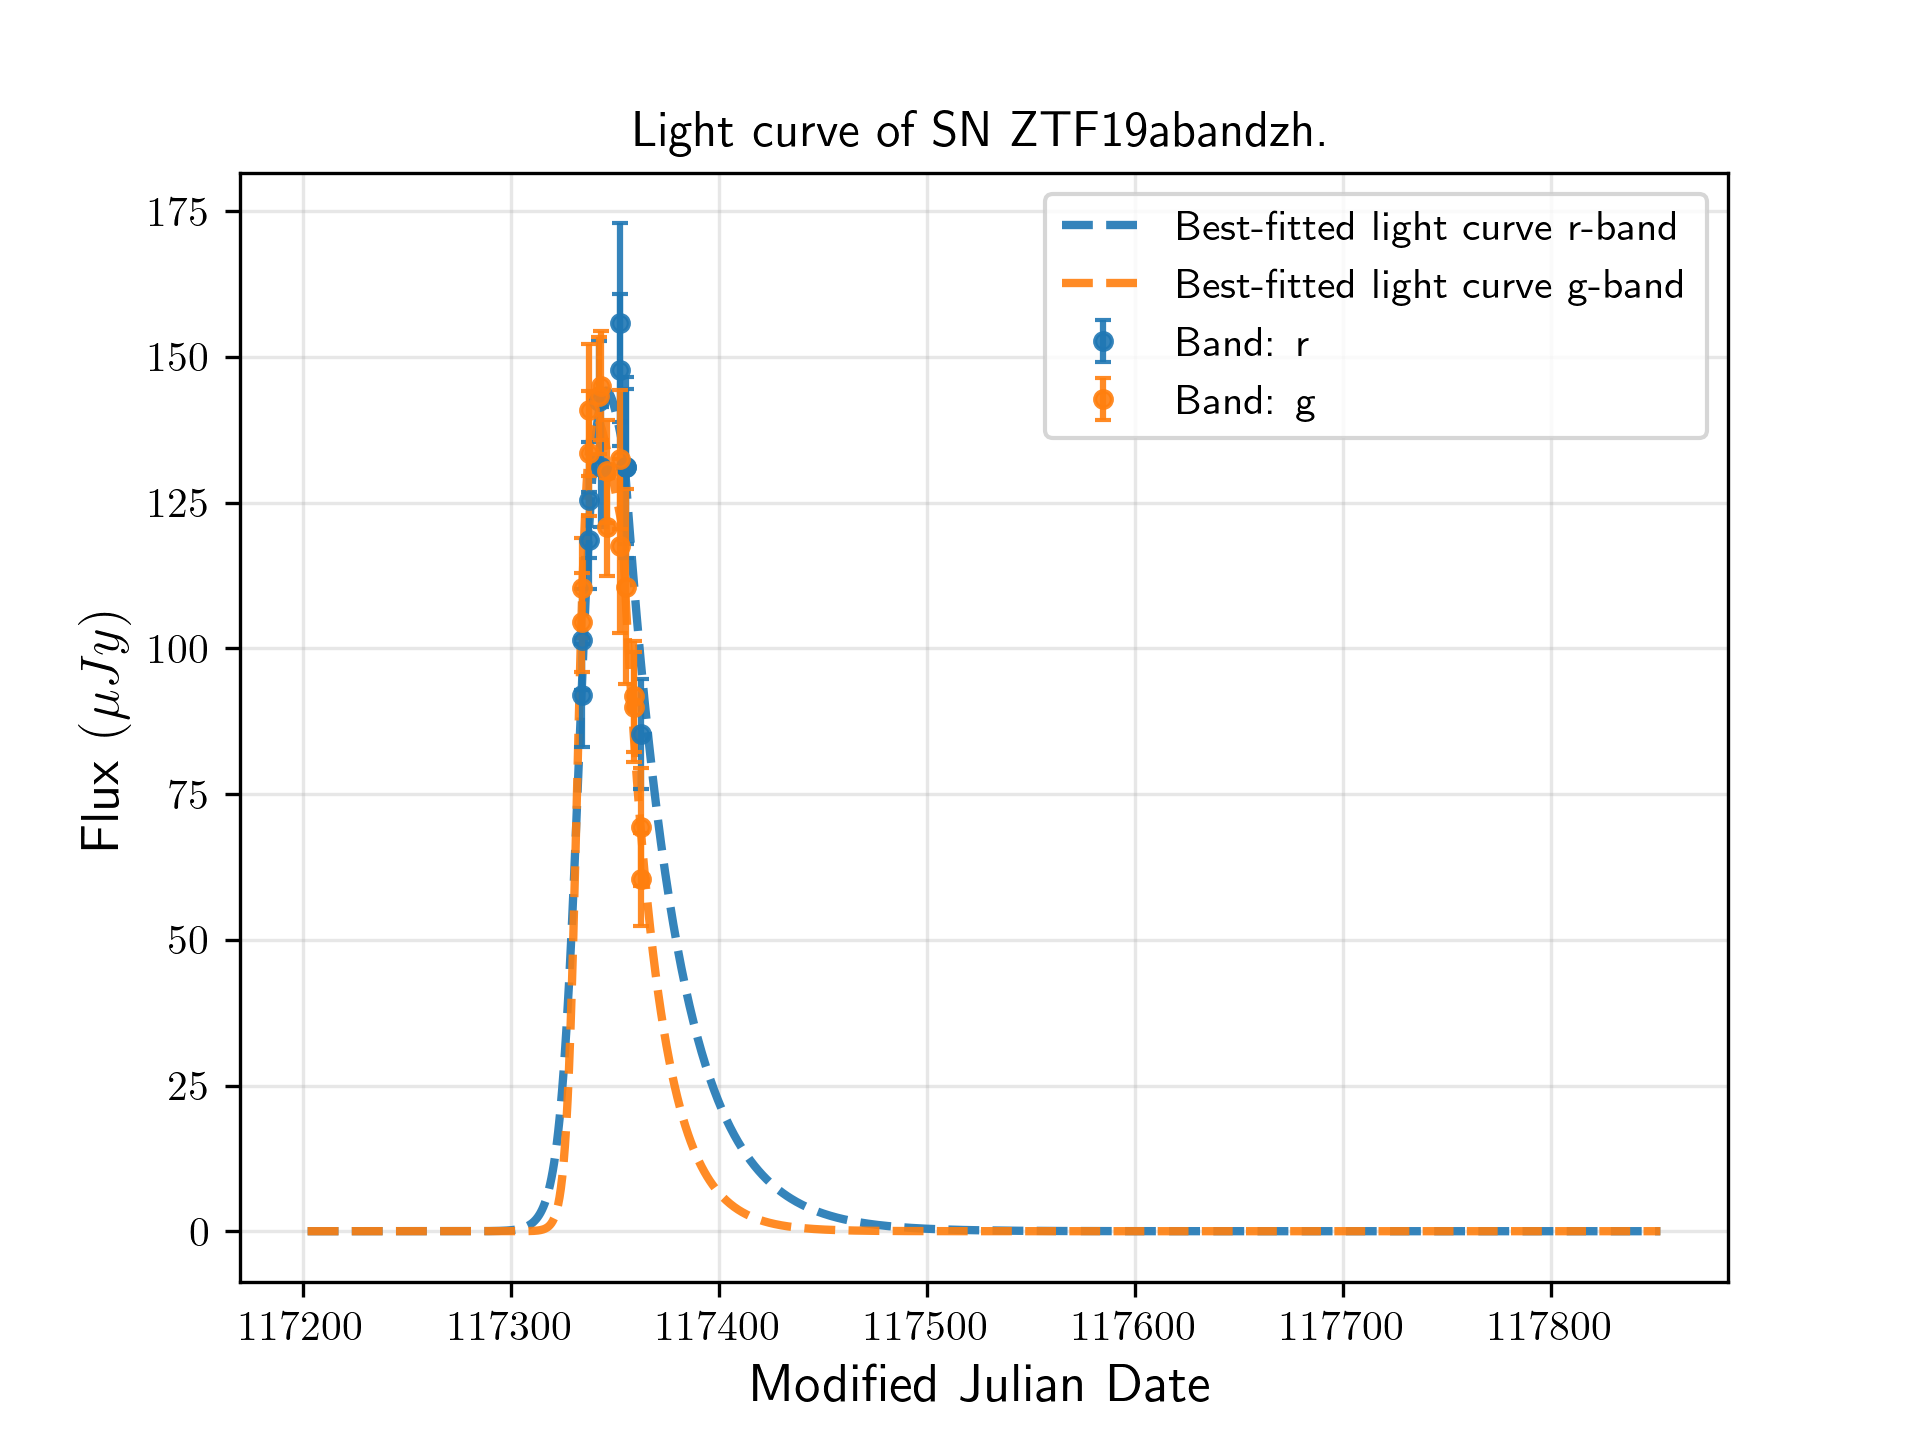 Light curve of SN ZTF19abandzh.
175
150
125
100
75
50
25
0
Flux (μJy)
Best-fitted light curve r-band
Best-fitted light curve g-band
Band: r
Band: g
117200 117300 117400 117500 117600 117700 117800
Modified Julian Date